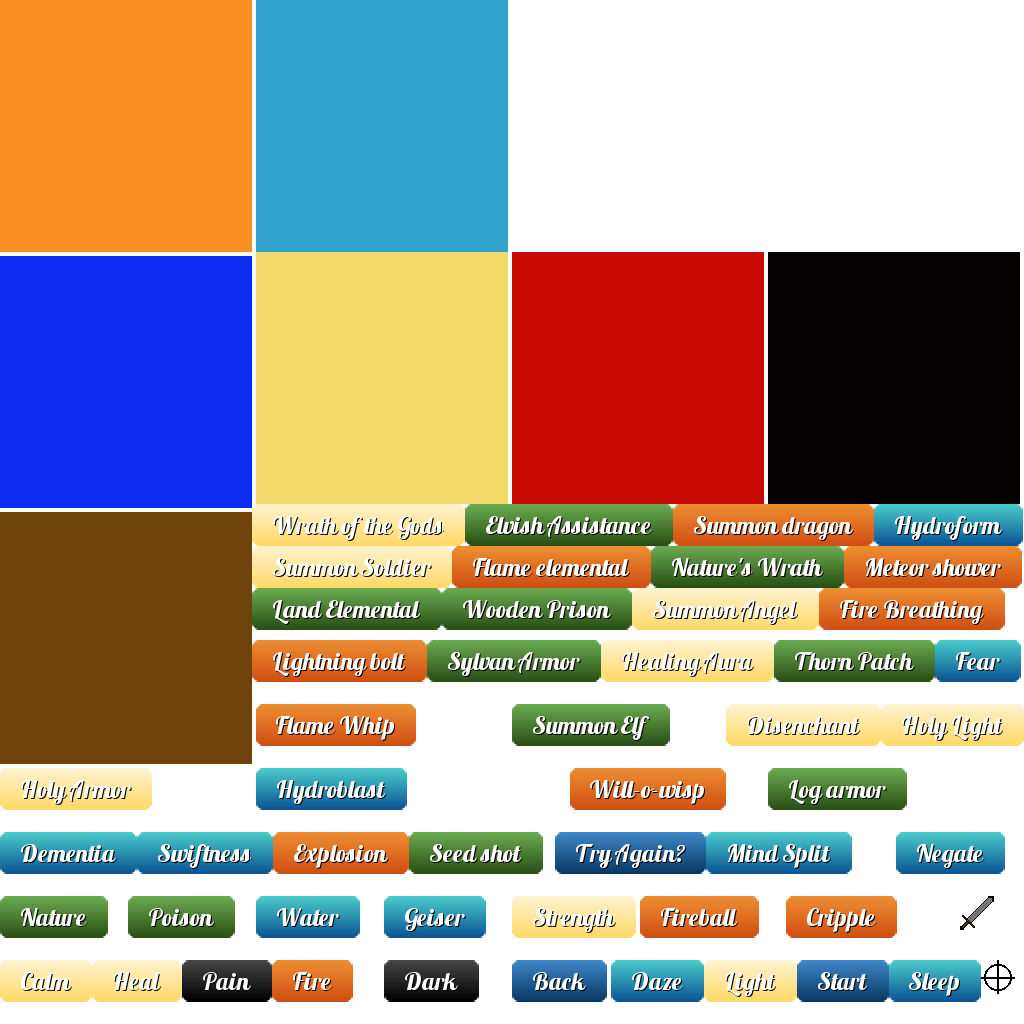 Wrath of the Gods Elvish Assistance Summon dragon Hydroform
Summon Soldier Flame elemental Nature's Wrath Meteor shower
Land Elemental Wooden Prison Summon Angel Fire Breathing
Lightning bolt Sylvan Armor Healing Aura Thorn Patch Fear
Flame Whip Summon Elf Disenchant Holy Light
Holy Armor Hydroblast Will-o-wisp Log armor
Dementia Swiftness Explosion Seed shot Try Again? Mind Split Negate
Nature Poison Water Geiser Strength Fireball Cripple
Calm Heal Pain Fire Dark Back Daze Light Start Sleep